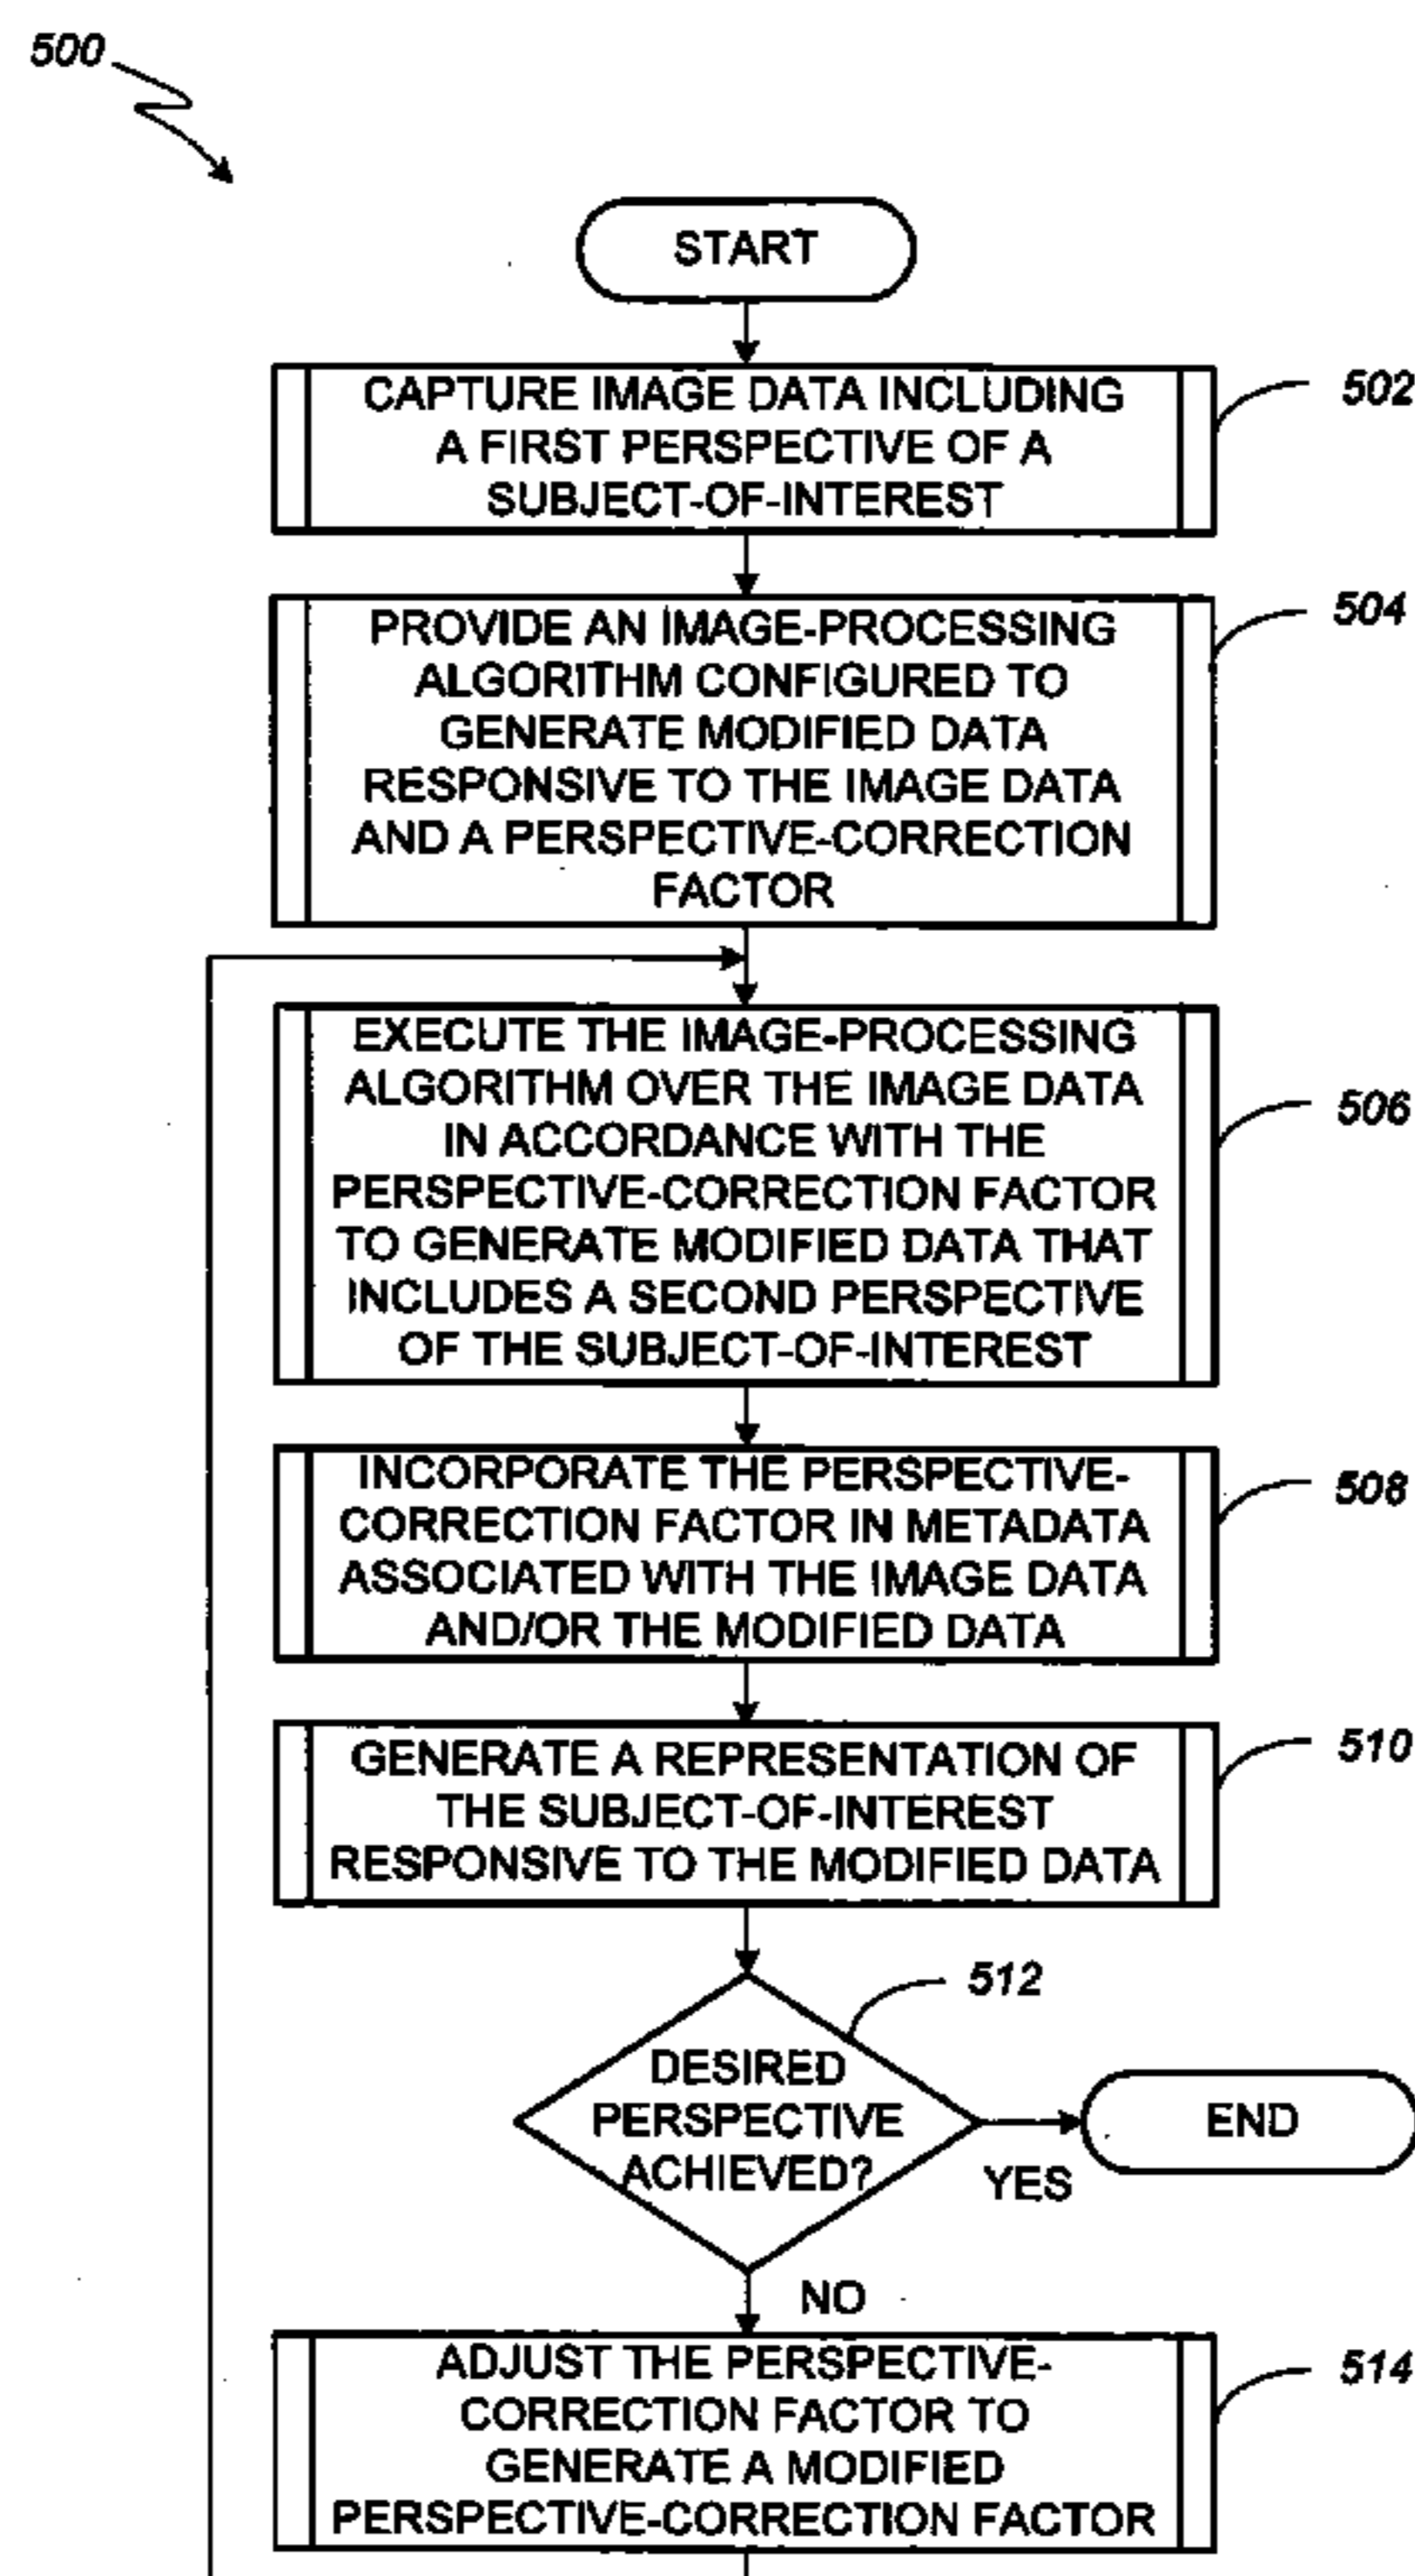 500
START
CAPTURE IMAGE DATA INCLUDING
A FIRST PERSPECTIVE OF A
SUBJECT-OF-INTEREST
502
PROVIDE AN IMAGE-PROCESSING
ALGORITHM CONFIGURED TO
GENERATE MODIFIED DATA
RESPONSIVE TO THE IMAGE DATA
AND A PERSPECTIVE-CORRECTION
FACTOR
504
EXECUTE THE IMAGE-PROCESSING
ALGORITHM OVER THE IMAGE DATA
IN ACCORDANCE WITH THE
PERSPECTIVE-CORRECTION FACTOR
TO GENERATE MODIFIED DATA THAT
INCLUDES A SECOND PERSPECTIVE
OF THE SUBJECT-OF-INTEREST
506
INCORPORATE THE PERSPECTIVE-
CORRECTION FACTOR IN METADATA
ASSOCIATED WITH THE IMAGE DATA
AND/OR THE MODIFIED DATA
508
GENERATE A REPRESENTATION OF
THE SUBJECT-OF-INTEREST
RESPONSIVE TO THE MODIFIED DATA
510
512
DESIRED
PERSPECTIVE
ACHIEVED?
END
YES
NO
ADJUST THE PERSPECTIVE-
CORRECTION FACTOR TO
GENERATE A MODIFIED
PERSPECTIVE-CORRECTION FACTOR
514